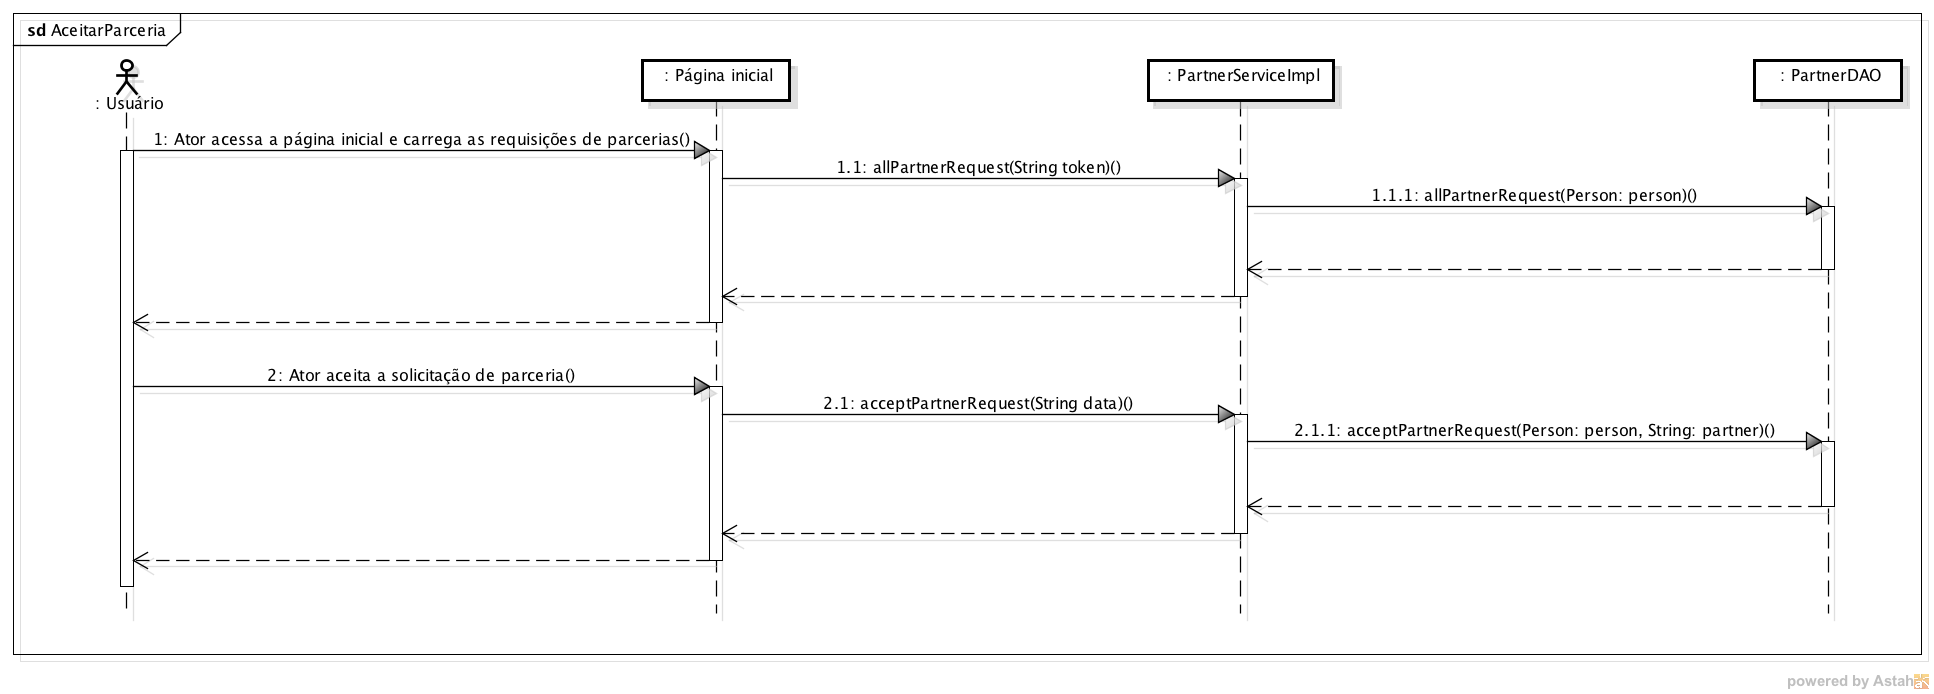 sd AceitarParceria
: Usuário
: Página inicial
: PartnerServiceImpl
: PartnerDAO
1: Ator acessa a página inicial e carrega as requisições de parcerias()
1.1: allPartnerRequest(String token)()
1.1.1: allPartnerRequest(Person: person)()
2: Ator aceita a solicitação de parceria()
2.1: acceptPartnerRequest(String data)()
2.1.1: acceptPartnerRequest(Person: person, String: partner)()
powered by Astah